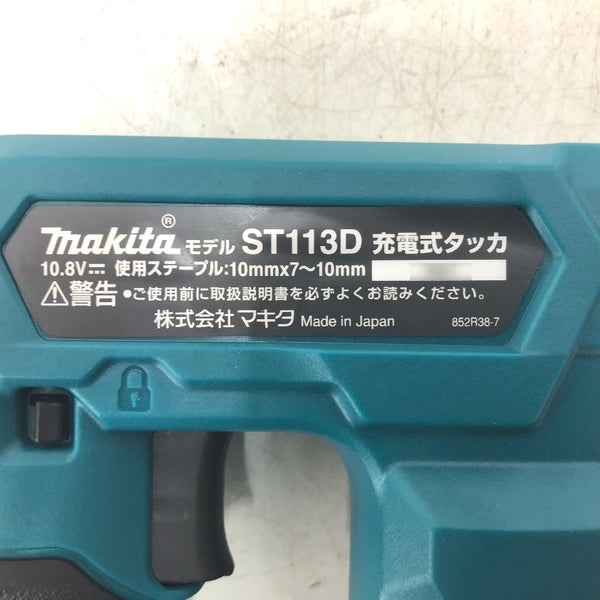 makita® モデル ST113D 充電式タッカ
10.8V⎓ 使用ステープル:10mmx7〜10mm
⚠警告 •ご使用前に取扱説明書を必ずよくお読みください。
株式会社マキタ Made in Japan 852R38-7